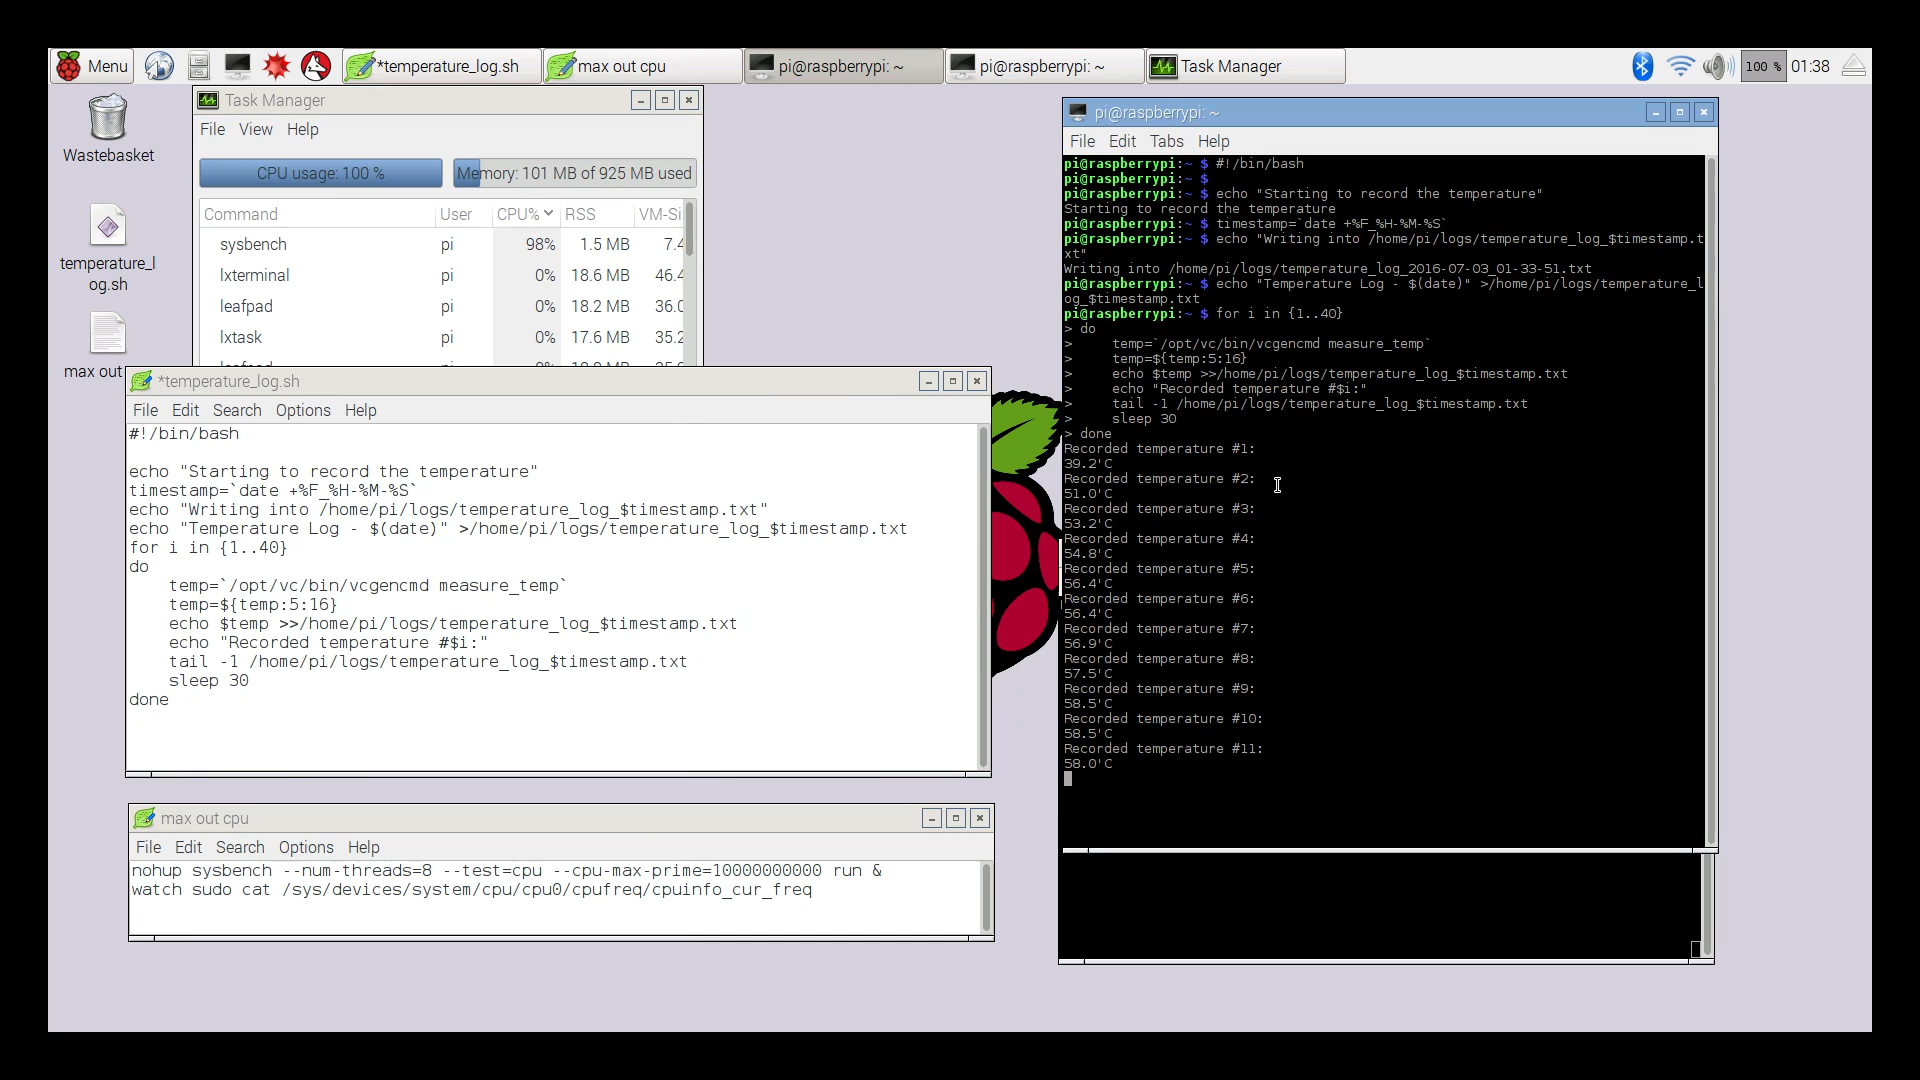 Menu
*temperature_log.sh
max out cpu
pi@raspberrypi: ~
pi@raspberrypi: ~
Task Manager
100 %
01:38
Wastebasket
temperature_l
og.sh
max out
Task Manager
File View Help
CPU usage: 100 %
Memory: 101 MB of 925 MB used
Command User CPU% RSS VM-Si
sysbench pi 98% 1.5 MB 7.4
lxterminal pi 0% 18.6 MB 46.4
leafpad pi 0% 18.2 MB 36.0
lxtask pi 0% 17.6 MB 35.2
*temperature_log.sh
File Edit Search Options Help
#!/bin/bash
echo "Starting to record the temperature"
timestamp=`date +%F_%H-%M-%S`
echo "Writing into /home/pi/logs/temperature_log_$timestamp.txt"
echo "Temperature Log - $(date)" >/home/pi/logs/temperature_log_$timestamp.txt
for i in {1..40}
do
temp=`/opt/vc/bin/vcgencmd measure_temp`
temp=${temp:5:16}
echo $temp >>/home/pi/logs/temperature_log_$timestamp.txt
echo "Recorded temperature #$i:"
tail -1 /home/pi/logs/temperature_log_$timestamp.txt
sleep 30
done
max out cpu
File Edit Search Options Help
nohup sysbench --num-threads=8 --test=cpu --cpu-max-prime=10000000000 run &
watch sudo cat /sys/devices/system/cpu/cpu0/cpufreq/cpuinfo_cur_freq
pi@raspberrypi: ~
File Edit Tabs Help
pi@raspberrypi:~ $ #!/bin/bash
pi@raspberrypi:~ $
pi@raspberrypi:~ $ echo "Starting to record the temperature"
Starting to record the temperature
pi@raspberrypi:~ $ timestamp=`date +%F_%H-%M-%S`
pi@raspberrypi:~ $ echo "Writing into /home/pi/logs/temperature_log_$timestamp.t
xt"
Writing into /home/pi/logs/temperature_log_2016-07-03_01-33-51.txt
pi@raspberrypi:~ $ echo "Temperature Log - $(date)" >/home/pi/logs/temperature_l
og_$timestamp.txt
pi@raspberrypi:~ $ for i in {1..40}
> do
> temp=`/opt/vc/bin/vcgencmd measure_temp`
> temp=${temp:5:16}
> echo $temp >>/home/pi/logs/temperature_log_$timestamp.txt
> echo "Recorded temperature #$i:"
> tail -1 /home/pi/logs/temperature_log_$timestamp.txt
> sleep 30
> done
Recorded temperature #1:
39.2'C
Recorded temperature #2:
51.0'C
Recorded temperature #3:
53.2'C
Recorded temperature #4:
54.8'C
Recorded temperature #5:
56.4'C
Recorded temperature #6:
56.4'C
Recorded temperature #7:
56.9'C
Recorded temperature #8:
57.5'C
Recorded temperature #9:
58.5'C
Recorded temperature #10:
58.5'C
Recorded temperature #11:
58.0'C